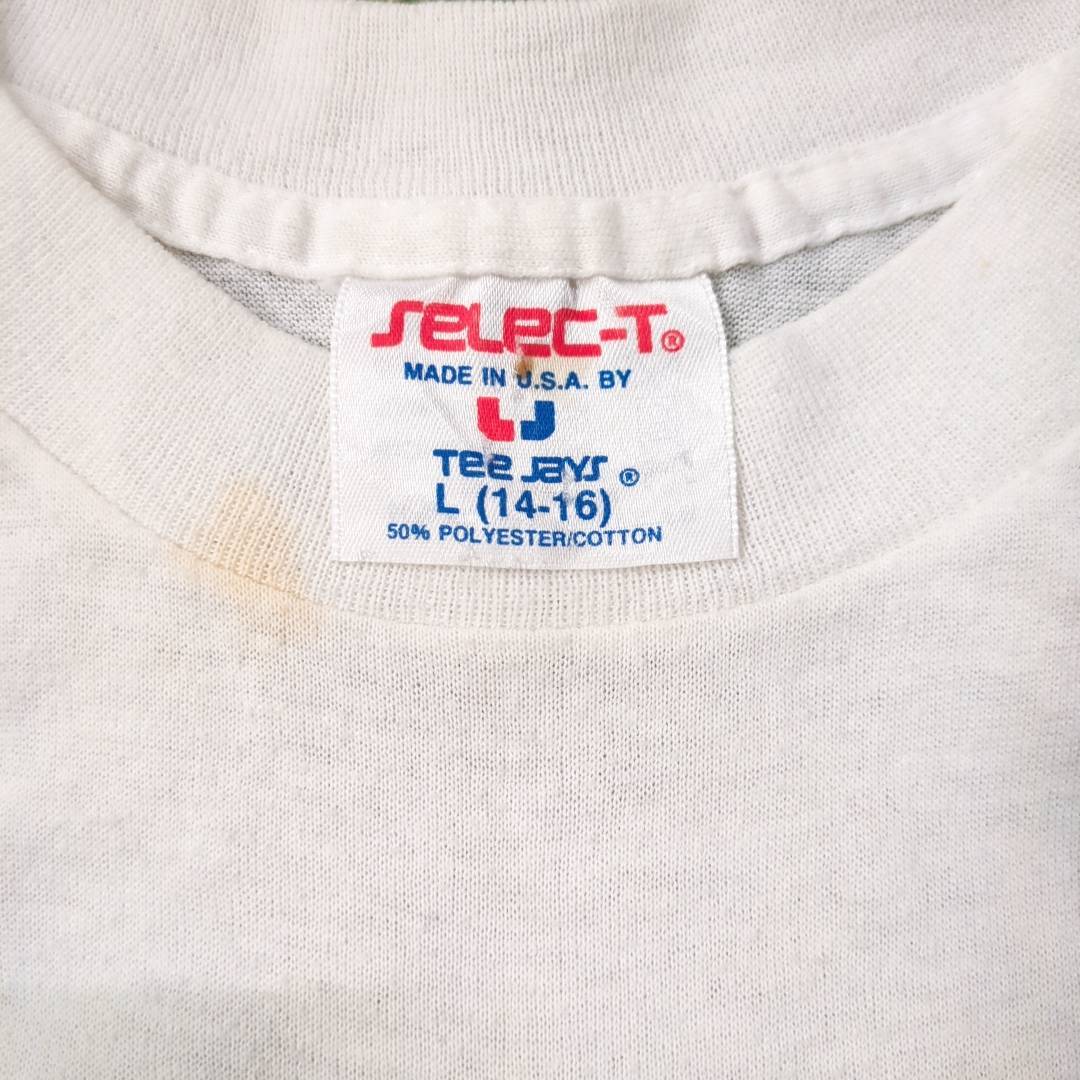 SELEC-T®
MADE IN U.S.A. BY
TEE JAYS ®
L (14-16)
50% POLYESTER/COTTON